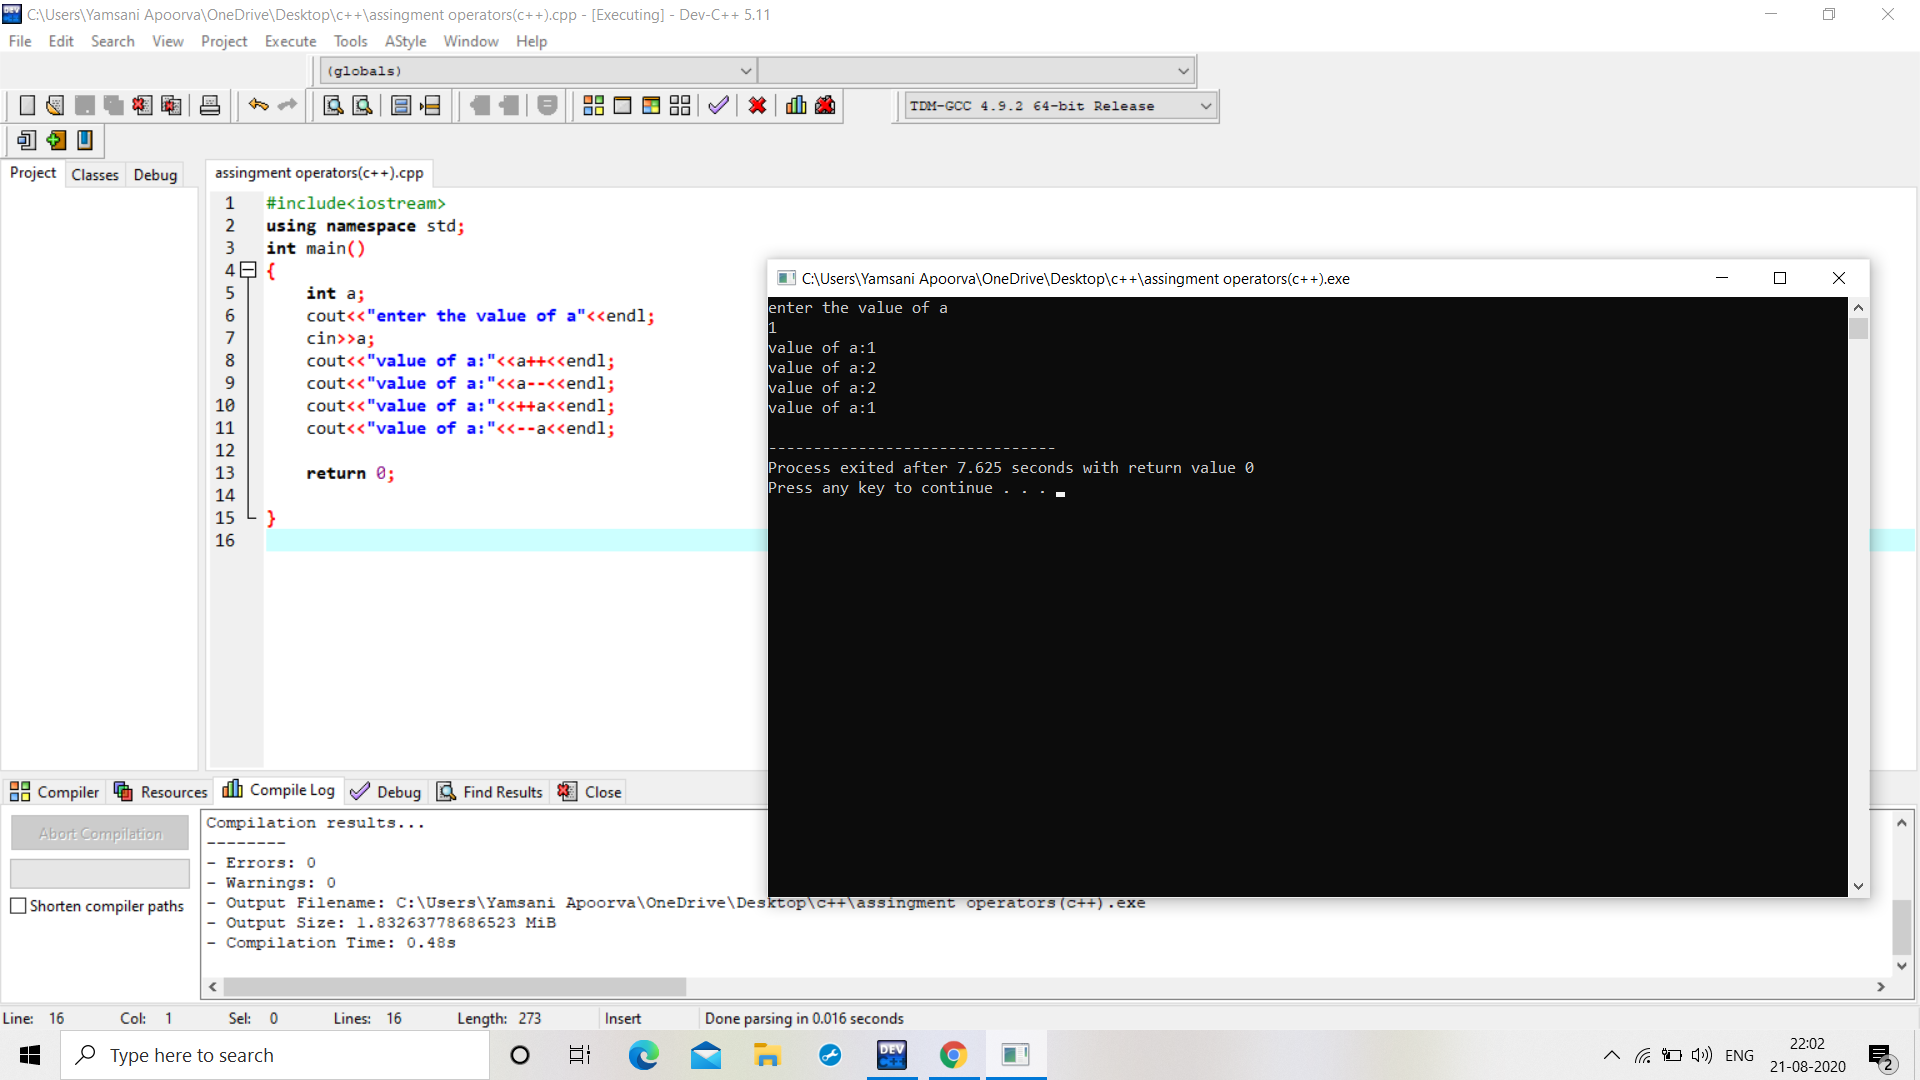 C:\Users\Yamsani Apoorva\OneDrive\Desktop\c++\assingment operators(c++).cpp - [Executing] - Dev-C++ 5.11
File Edit Search View Project Execute Tools AStyle Window Help
(globals)
TDM-GCC 4.9.2 64-bit Release
Project Classes Debug
assingment operators(c++).cpp
1 #include<iostream>
2 using namespace std;
3 int main()
4 {
5 int a;
6 cout<<"enter the value of a"<<endl;
7 cin>>a;
8 cout<<"value of a:"<<a++<<endl;
9 cout<<"value of a:"<<a--<<endl;
10 cout<<"value of a:"<<++a<<endl;
11 cout<<"value of a:"<<--a<<endl;
12
13 return 0;
14
15 }
16
C:\Users\Yamsani Apoorva\OneDrive\Desktop\c++\assingment operators(c++).exe
enter the value of a
1
value of a:1
value of a:2
value of a:2
value of a:1
--------------------------------
Process exited after 7.625 seconds with return value 0
Press any key to continue . . .
Compiler Resources Compile Log Debug Find Results Close
Abort Compilation
Shorten compiler paths
Compilation results...
--------
- Errors: 0
- Warnings: 0
- Output Filename: C:\Users\Yamsani Apoorva\OneDrive\Desktop\c++\assingment operators(c++).exe
- Output Size: 1.83263778686523 MiB
- Compilation Time: 0.48s
Line: 16 Col: 1 Sel: 0 Lines: 16 Length: 273 Insert Done parsing in 0.016 seconds
Type here to search
DEV C++
ENG
22:02
21-08-2020
2